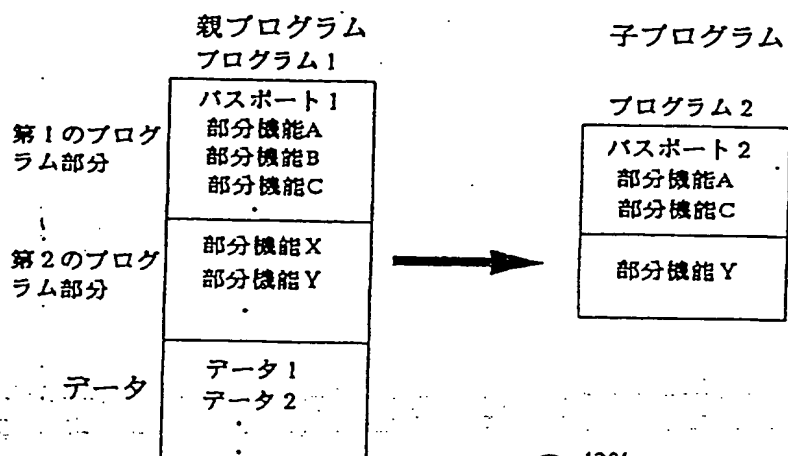 親プログラム
プログラム1
パスポート1
部分機能A
部分機能B
部分機能C
第1のプログ
ラム部分
部分機能X
部分機能Y
第2のプログ
ラム部分
データ
データ1
データ2
子プログラム
プログラム2
パスポート2
部分機能A
部分機能C
部分機能Y